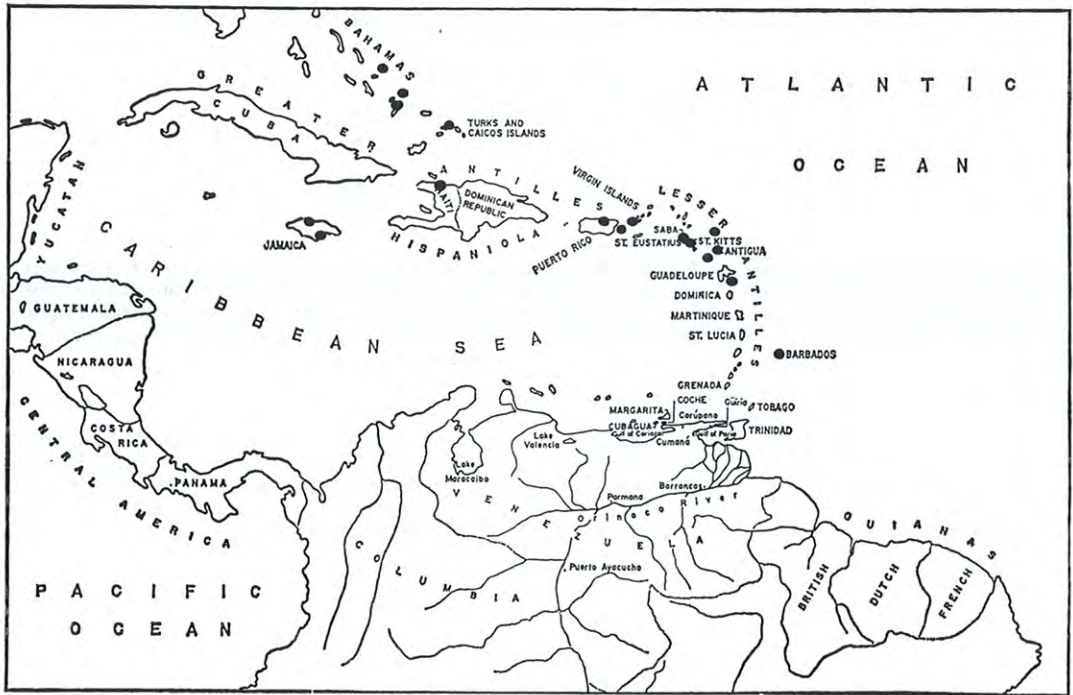 BAHAMAS
ATLANTIC
OCEAN
GREATER
CUBA
TURKS AND
CAICOS ISLANDS
ANTILLES
HAITI
DOMINICAN
REPUBLIC
HISPANIOLA
JAMAICA
PUERTO RICO
VIRGIN ISLANDS
LESSER
ANTILLES
SABA
ST. EUSTATIUS
ST. KITTS
ANTIGUA
GUADELOUPE
DOMINICA
MARTINIQUE
ST. LUCIA
BARBADOS
GRENADA
YUCATAN
CARIBBEAN SEA
GUATEMALA
NICARAGUA
COSTA
RICA
PANAMA
CENTRAL AMERICA
PACIFIC
OCEAN
MARGARITA
COCHE
CUBAGUA
Carúpano
Güiria
TOBAGO
TRINIDAD
Gulf of Cariaco
Gulf of Paria
Cumaná
Lake
Valencia
Lake
Maracaibo
Barrancas
Parmana
Orinoco River
VENEZUELA
Puerto Ayacucho
COLUMBIA
GUIANAS
BRITISH
DUTCH
FRENCH